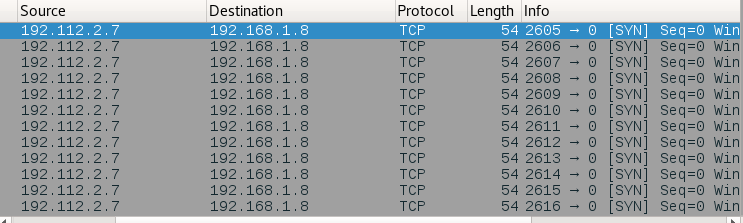 Source Destination Protocol Length Info
192.112.2.7 192.168.1.8 TCP 54 2605 → 0 [SYN] Seq=0 Win
192.112.2.7 192.168.1.8 TCP 54 2606 → 0 [SYN] Seq=0 Win
192.112.2.7 192.168.1.8 TCP 54 2607 → 0 [SYN] Seq=0 Win
192.112.2.7 192.168.1.8 TCP 54 2608 → 0 [SYN] Seq=0 Win
192.112.2.7 192.168.1.8 TCP 54 2609 → 0 [SYN] Seq=0 Win
192.112.2.7 192.168.1.8 TCP 54 2610 → 0 [SYN] Seq=0 Win
192.112.2.7 192.168.1.8 TCP 54 2611 → 0 [SYN] Seq=0 Win
192.112.2.7 192.168.1.8 TCP 54 2612 → 0 [SYN] Seq=0 Win
192.112.2.7 192.168.1.8 TCP 54 2613 → 0 [SYN] Seq=0 Win
192.112.2.7 192.168.1.8 TCP 54 2614 → 0 [SYN] Seq=0 Win
192.112.2.7 192.168.1.8 TCP 54 2615 → 0 [SYN] Seq=0 Win
192.112.2.7 192.168.1.8 TCP 54 2616 → 0 [SYN] Seq=0 Win